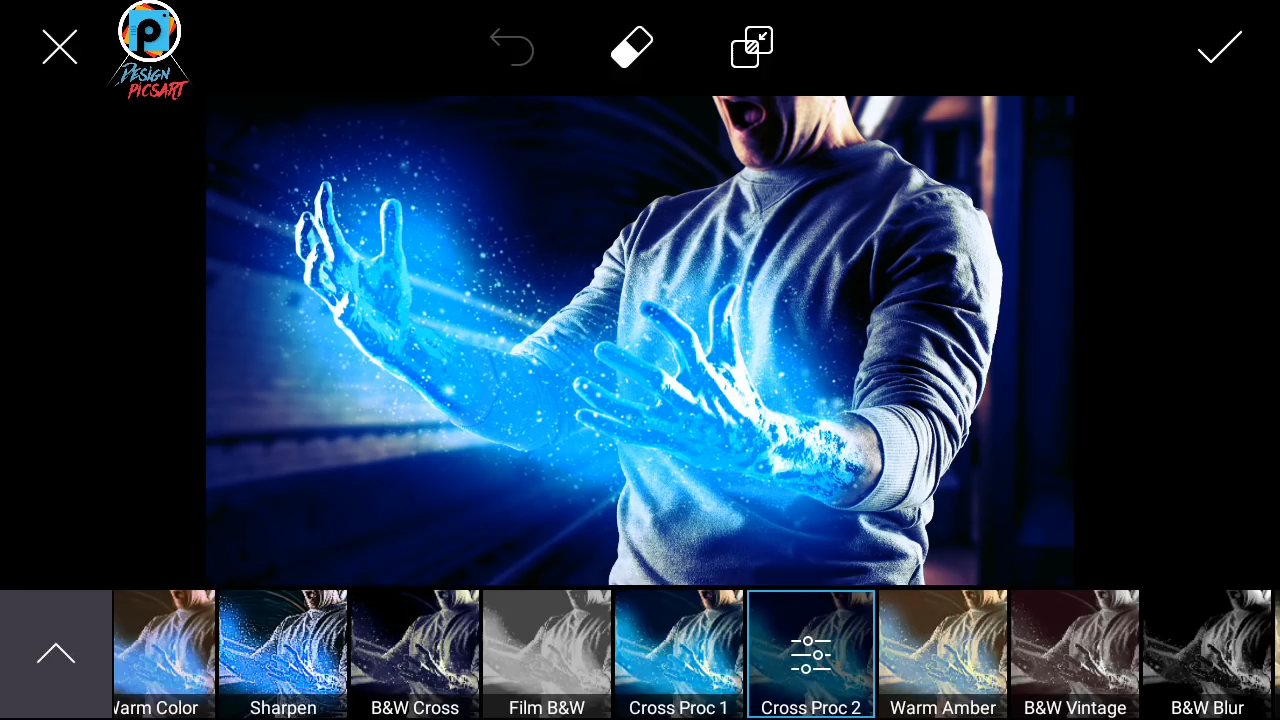 P
DESIGN
PICSART
Warm Color
Sharpen
B&W Cross
Film B&W
Cross Proc 1
Cross Proc 2
Warm Amber
B&W Vintage
B&W Blur